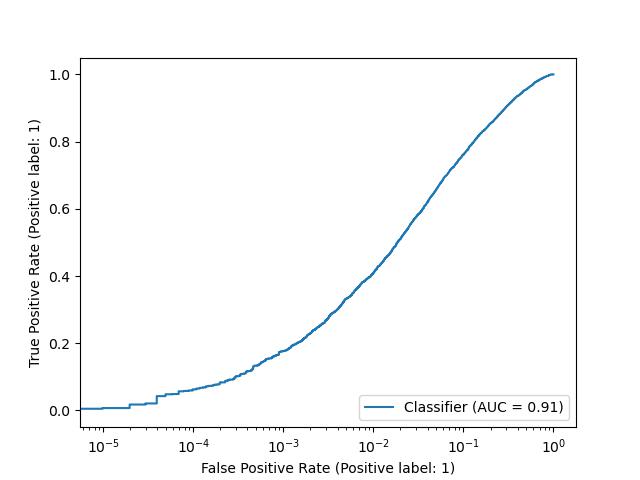 1.0
0.8
0.6
0.4
0.2
0.0
True Positive Rate (Positive label: 1)
Classifier (AUC = 0.91)
10⁻⁵ 10⁻⁴ 10⁻³ 10⁻² 10⁻¹ 10⁰
False Positive Rate (Positive label: 1)